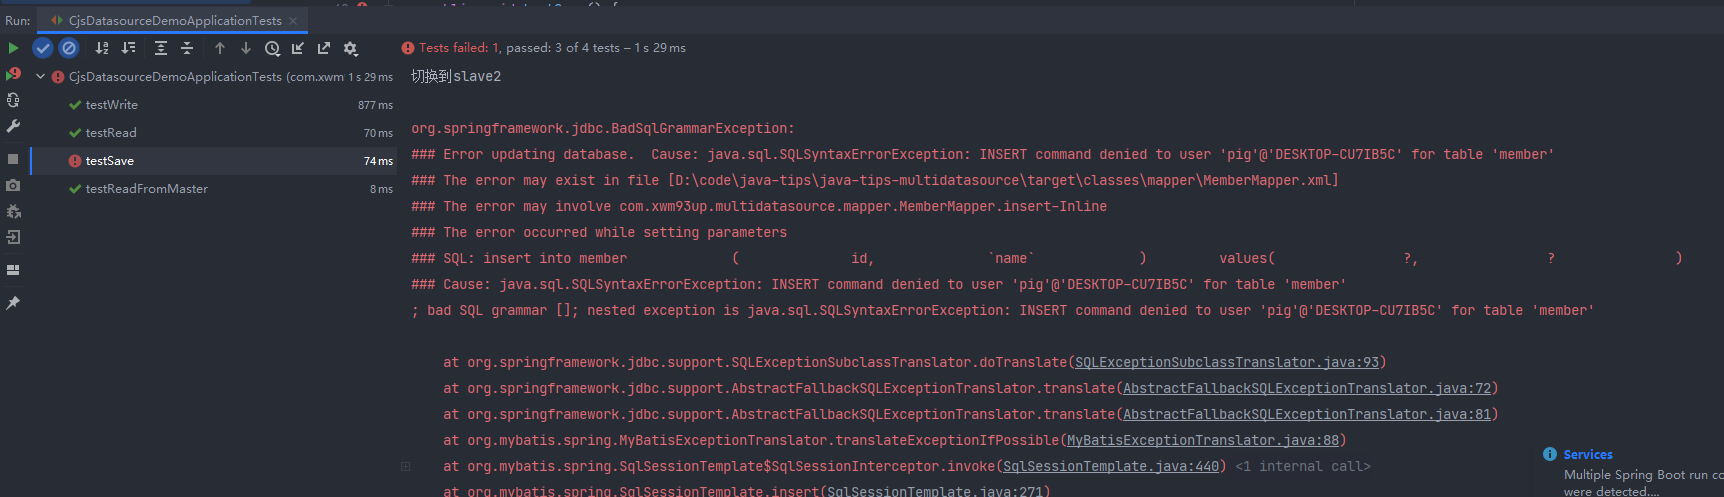 Run: CjsDatasourceDemoApplicationTests ×
Tests failed: 1, passed: 3 of 4 tests – 1 s 29 ms
CjsDatasourceDemoApplicationTests (com.xwm 1 s 29 ms
testWrite 877 ms
testRead 70 ms
testSave 74 ms
testReadFromMaster 8 ms
切换到slave2
org.springframework.jdbc.BadSqlGrammarException:
### Error updating database.  Cause: java.sql.SQLSyntaxErrorException: INSERT command denied to user 'pig'@'DESKTOP-CU7IB5C' for table 'member'
### The error may exist in file [D:\code\java-tips\java-tips-multidatasource\target\classes\mapper\MemberMapper.xml]
### The error may involve com.xwm93up.multidatasource.mapper.MemberMapper.insert-Inline
### The error occurred while setting parameters
### SQL: insert into member             (              id,              `name`             )         values(                ?,                ?               )
### Cause: java.sql.SQLSyntaxErrorException: INSERT command denied to user 'pig'@'DESKTOP-CU7IB5C' for table 'member'
; bad SQL grammar []; nested exception is java.sql.SQLSyntaxErrorException: INSERT command denied to user 'pig'@'DESKTOP-CU7IB5C' for table 'member'
at org.springframework.jdbc.support.SQLExceptionSubclassTranslator.doTranslate(SQLExceptionSubclassTranslator.java:93)
at org.springframework.jdbc.support.AbstractFallbackSQLExceptionTranslator.translate(AbstractFallbackSQLExceptionTranslator.java:72)
at org.springframework.jdbc.support.AbstractFallbackSQLExceptionTranslator.translate(AbstractFallbackSQLExceptionTranslator.java:81)
at org.mybatis.spring.MyBatisExceptionTranslator.translateExceptionIfPossible(MyBatisExceptionTranslator.java:88)
at org.mybatis.spring.SqlSessionTemplate$SqlSessionInterceptor.invoke(SqlSessionTemplate.java:440) <1 internal call>
at org.mybatis.spring.SqlSessionTemplate.insert(SqlSessionTemplate.java:271)
Services
Multiple Spring Boot run co
were detected....